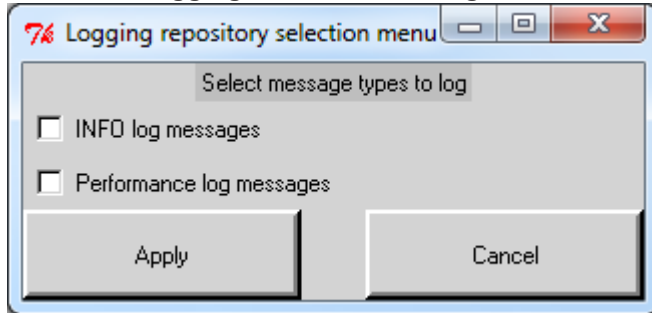 Logging repository selection menu
Select message types to log
INFO log messages
Performance log messages
Apply
Cancel